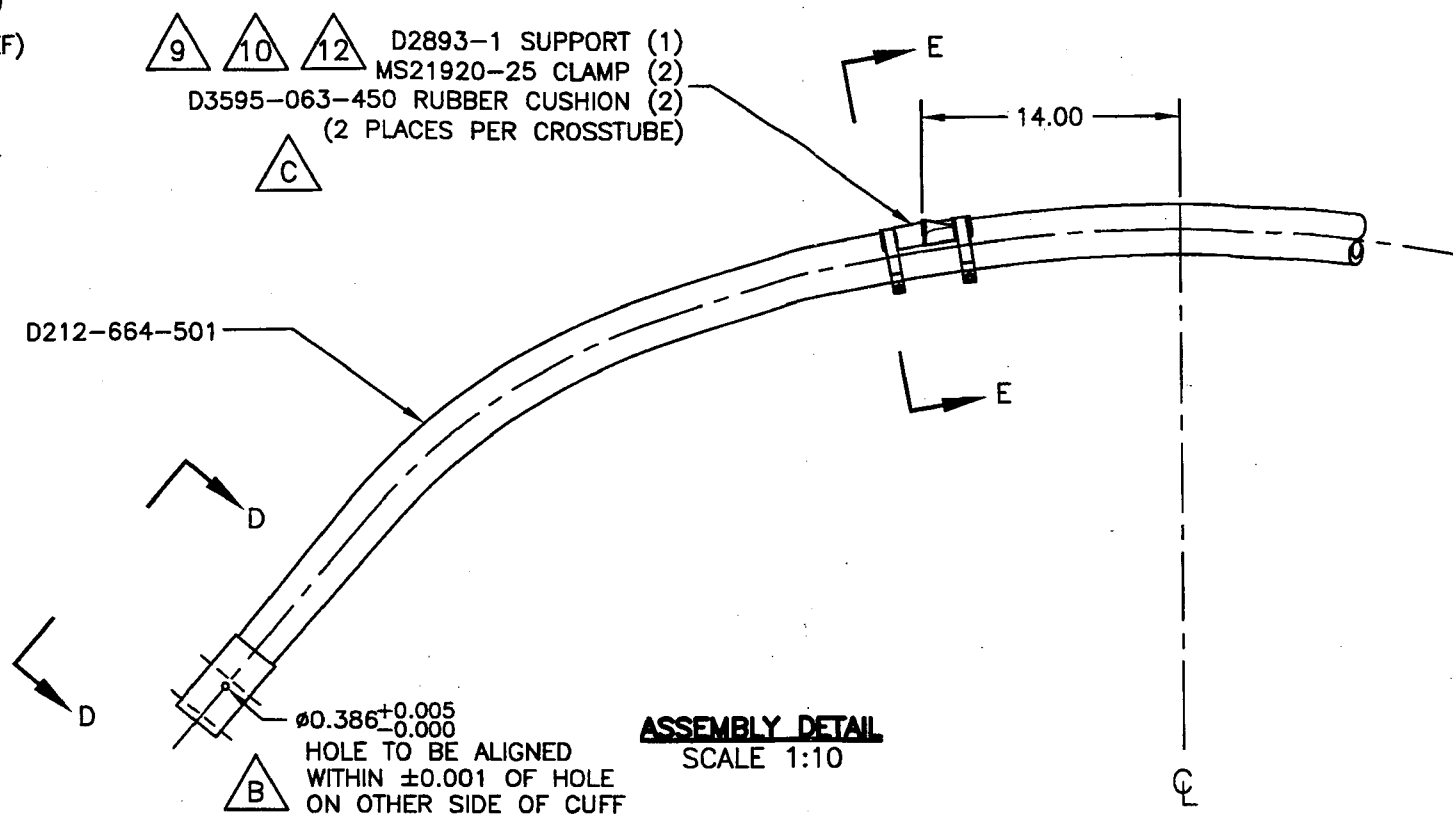 )
F)
9 10 12 D2893-1 SUPPORT (1)
MS21920-25 CLAMP (2)
D3595-063-450 RUBBER CUSHION (2)
(2 PLACES PER CROSSTUBE)
C
E
14.00
D212-664-501
E
D
D
ø0.386 +0.005
-0.000
HOLE TO BE ALIGNED
WITHIN ±0.001 OF HOLE
ON OTHER SIDE OF CUFF
B
ASSEMBLY DETAIL
SCALE 1:10
℄